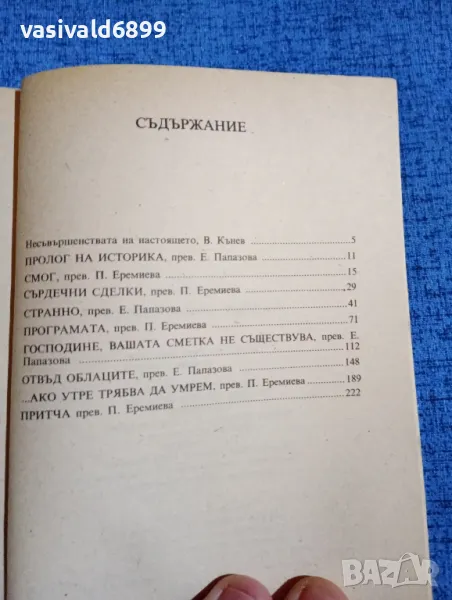 vasivald6899
СЪДЪРЖАНИЕ
Несъвършенствата на настоящето, В. Кънев 5
ПРОЛОГ НА ИСТОРИКА, прев. Е. Папазова 11
СМОГ, прев. П. Еремиева 15
СЪРДЕЧНИ СДЕЛКИ, прев. П. Еремиева 29
СТРАННО, прев. Е. Папазова 41
ПРОГРАМАТА, прев. П. Еремиева 71
ГОСПОДИНЕ, ВАШАТА СМЕТКА НЕ СЪЩЕСТВУВА, прев. Е.
Папазова 112
ОТВЪД ОБЛАЦИТЕ, прев. Е. Папазова 148
...АКО УТРЕ ТРЯБВА ДА УМРЕМ, прев. П. Еремиева 189
ПРИТЧА прев. П. Еремиева 222
BAZAR